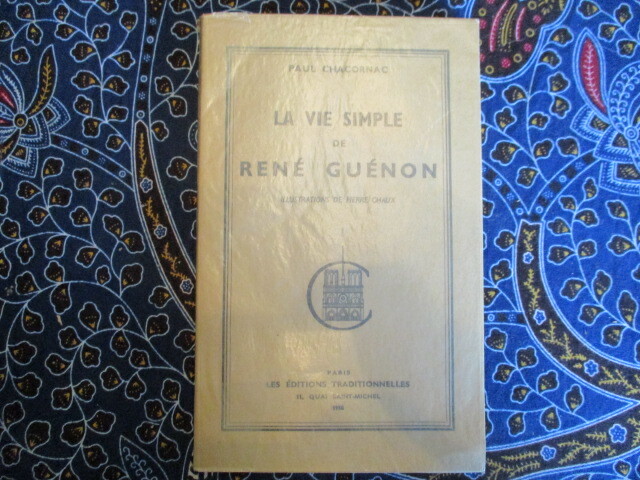 PAUL CHACORNAC
LA VIE SIMPLE
DE
RENÉ GUÉNON
ILLUSTRATIONS DE
PARIS
LES ÉDITIONS TRADITIONNELLES
11, QUAI SAINT-MICHEL